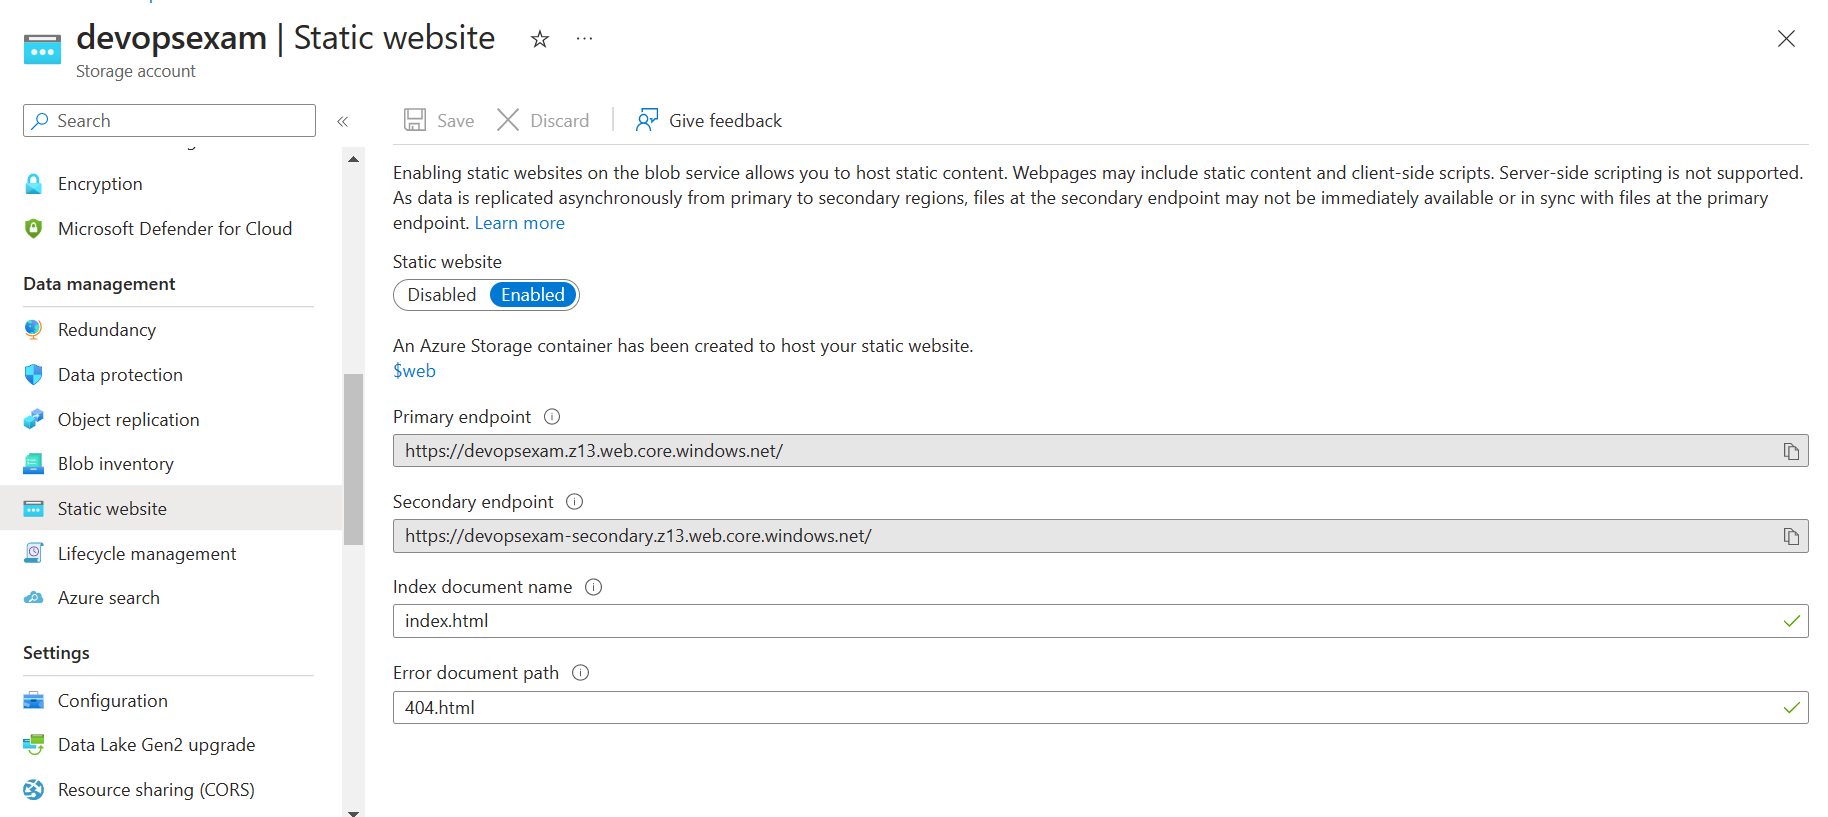 devopsexam | Static website
Storage account
Search
Save
Discard
Give feedback
Encryption
Microsoft Defender for Cloud
Data management
Redundancy
Data protection
Object replication
Blob inventory
Static website
Lifecycle management
Azure search
Settings
Configuration
Data Lake Gen2 upgrade
Resource sharing (CORS)
Enabling static websites on the blob service allows you to host static content. Webpages may include static content and client-side scripts. Server-side scripting is not supported.
As data is replicated asynchronously from primary to secondary regions, files at the secondary endpoint may not be immediately available or in sync with files at the primary
endpoint. Learn more
Static website
Disabled Enabled
An Azure Storage container has been created to host your static website.
$web
Primary endpoint
https://devopsexam.z13.web.core.windows.net/
Secondary endpoint
https://devopsexam-secondary.z13.web.core.windows.net/
Index document name
index.html
Error document path
404.html